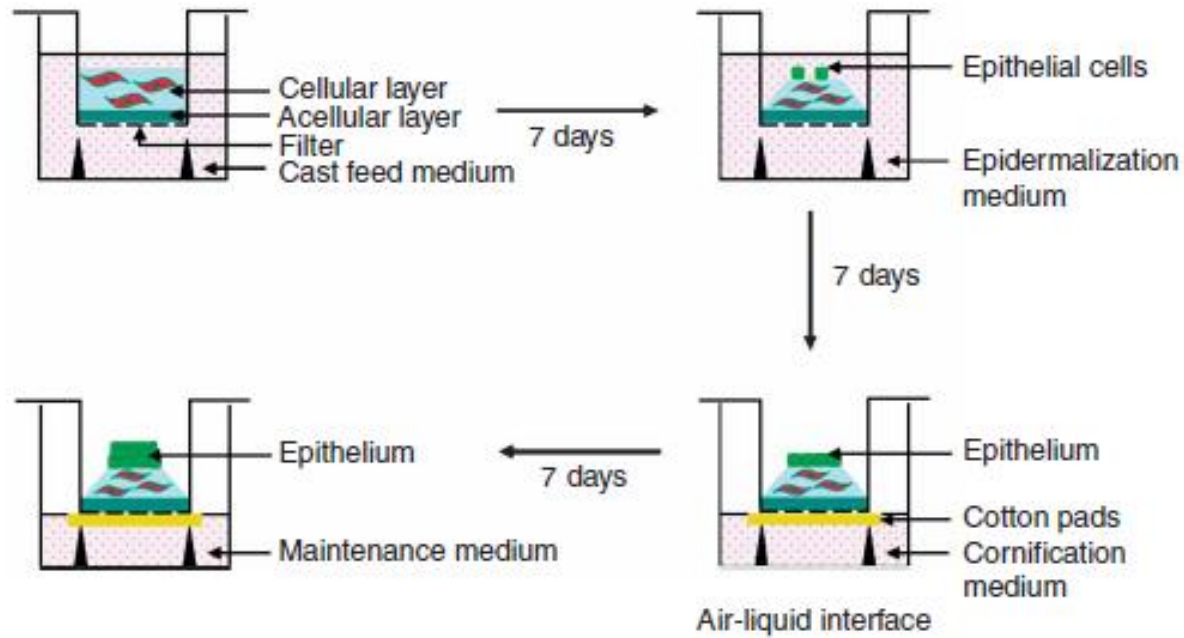 Cellular layer
Acellular layer
Filter
Cast feed medium
7 days
Epithelial cells
Epidermalization
medium
7 days
Epithelium
Cotton pads
Cornification
medium
Air-liquid interface
7 days
Epithelium
Maintenance medium